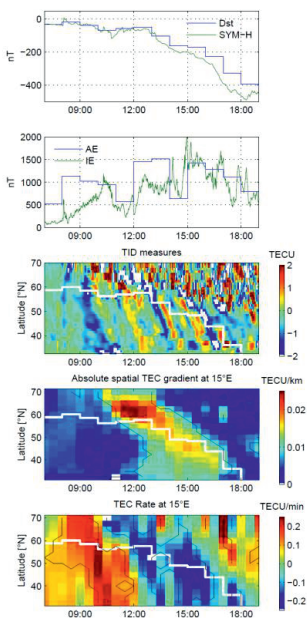 Dst
SYM-H
nT
0
−200
−400
09:00 12:00 15:00 18:00
AE
IE
nT
2000
1500
1000
500
0
09:00 12:00 15:00 18:00
TID measures
TECU
Latitude [°N]
70
60
50
40
2
1
0
−1
−2
09:00 12:00 15:00 18:00
Absolute spatial TEC gradient at 15°E
TECU/km
Latitude [°N]
70
60
50
40
0.02
0.01
0
09:00 12:00 15:00 18:00
TEC Rate at 15°E
TECU/min
Latitude [°N]
70
60
50
40
0.2
0.1
0
−0.1
−0.2
09:00 12:00 15:00 18:00